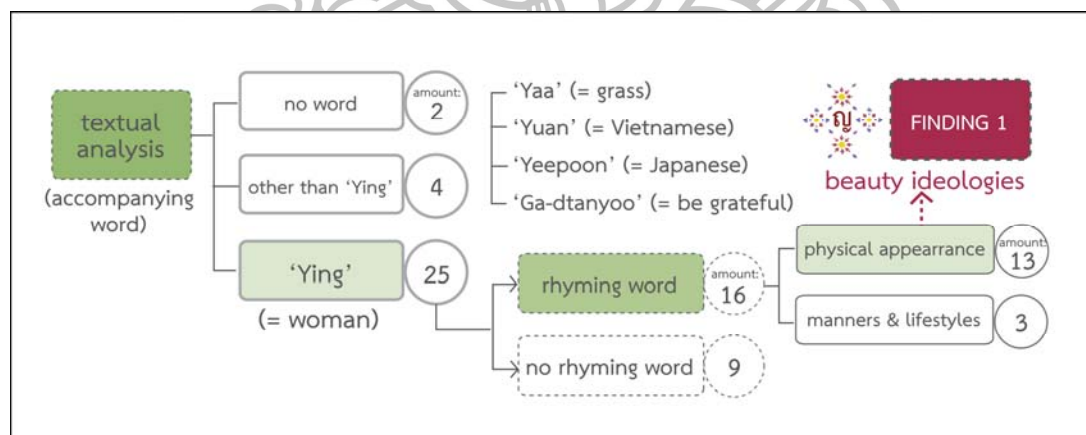 textual
analysis
(accompanying
word)
no word
amount:
2
other than ‘Ying’
4
‘Ying’
25
(= woman)
‘Yaa’ (= grass)
‘Yuan’ (= Vietnamese)
‘Yeepoon’ (= Japanese)
‘Ga-dtanyoo’ (= be grateful)
rhyming word
amount:
16
no rhyming word
9
ญ
FINDING 1
beauty ideologies
physical appearrance
amount:
13
manners & lifestyles
3